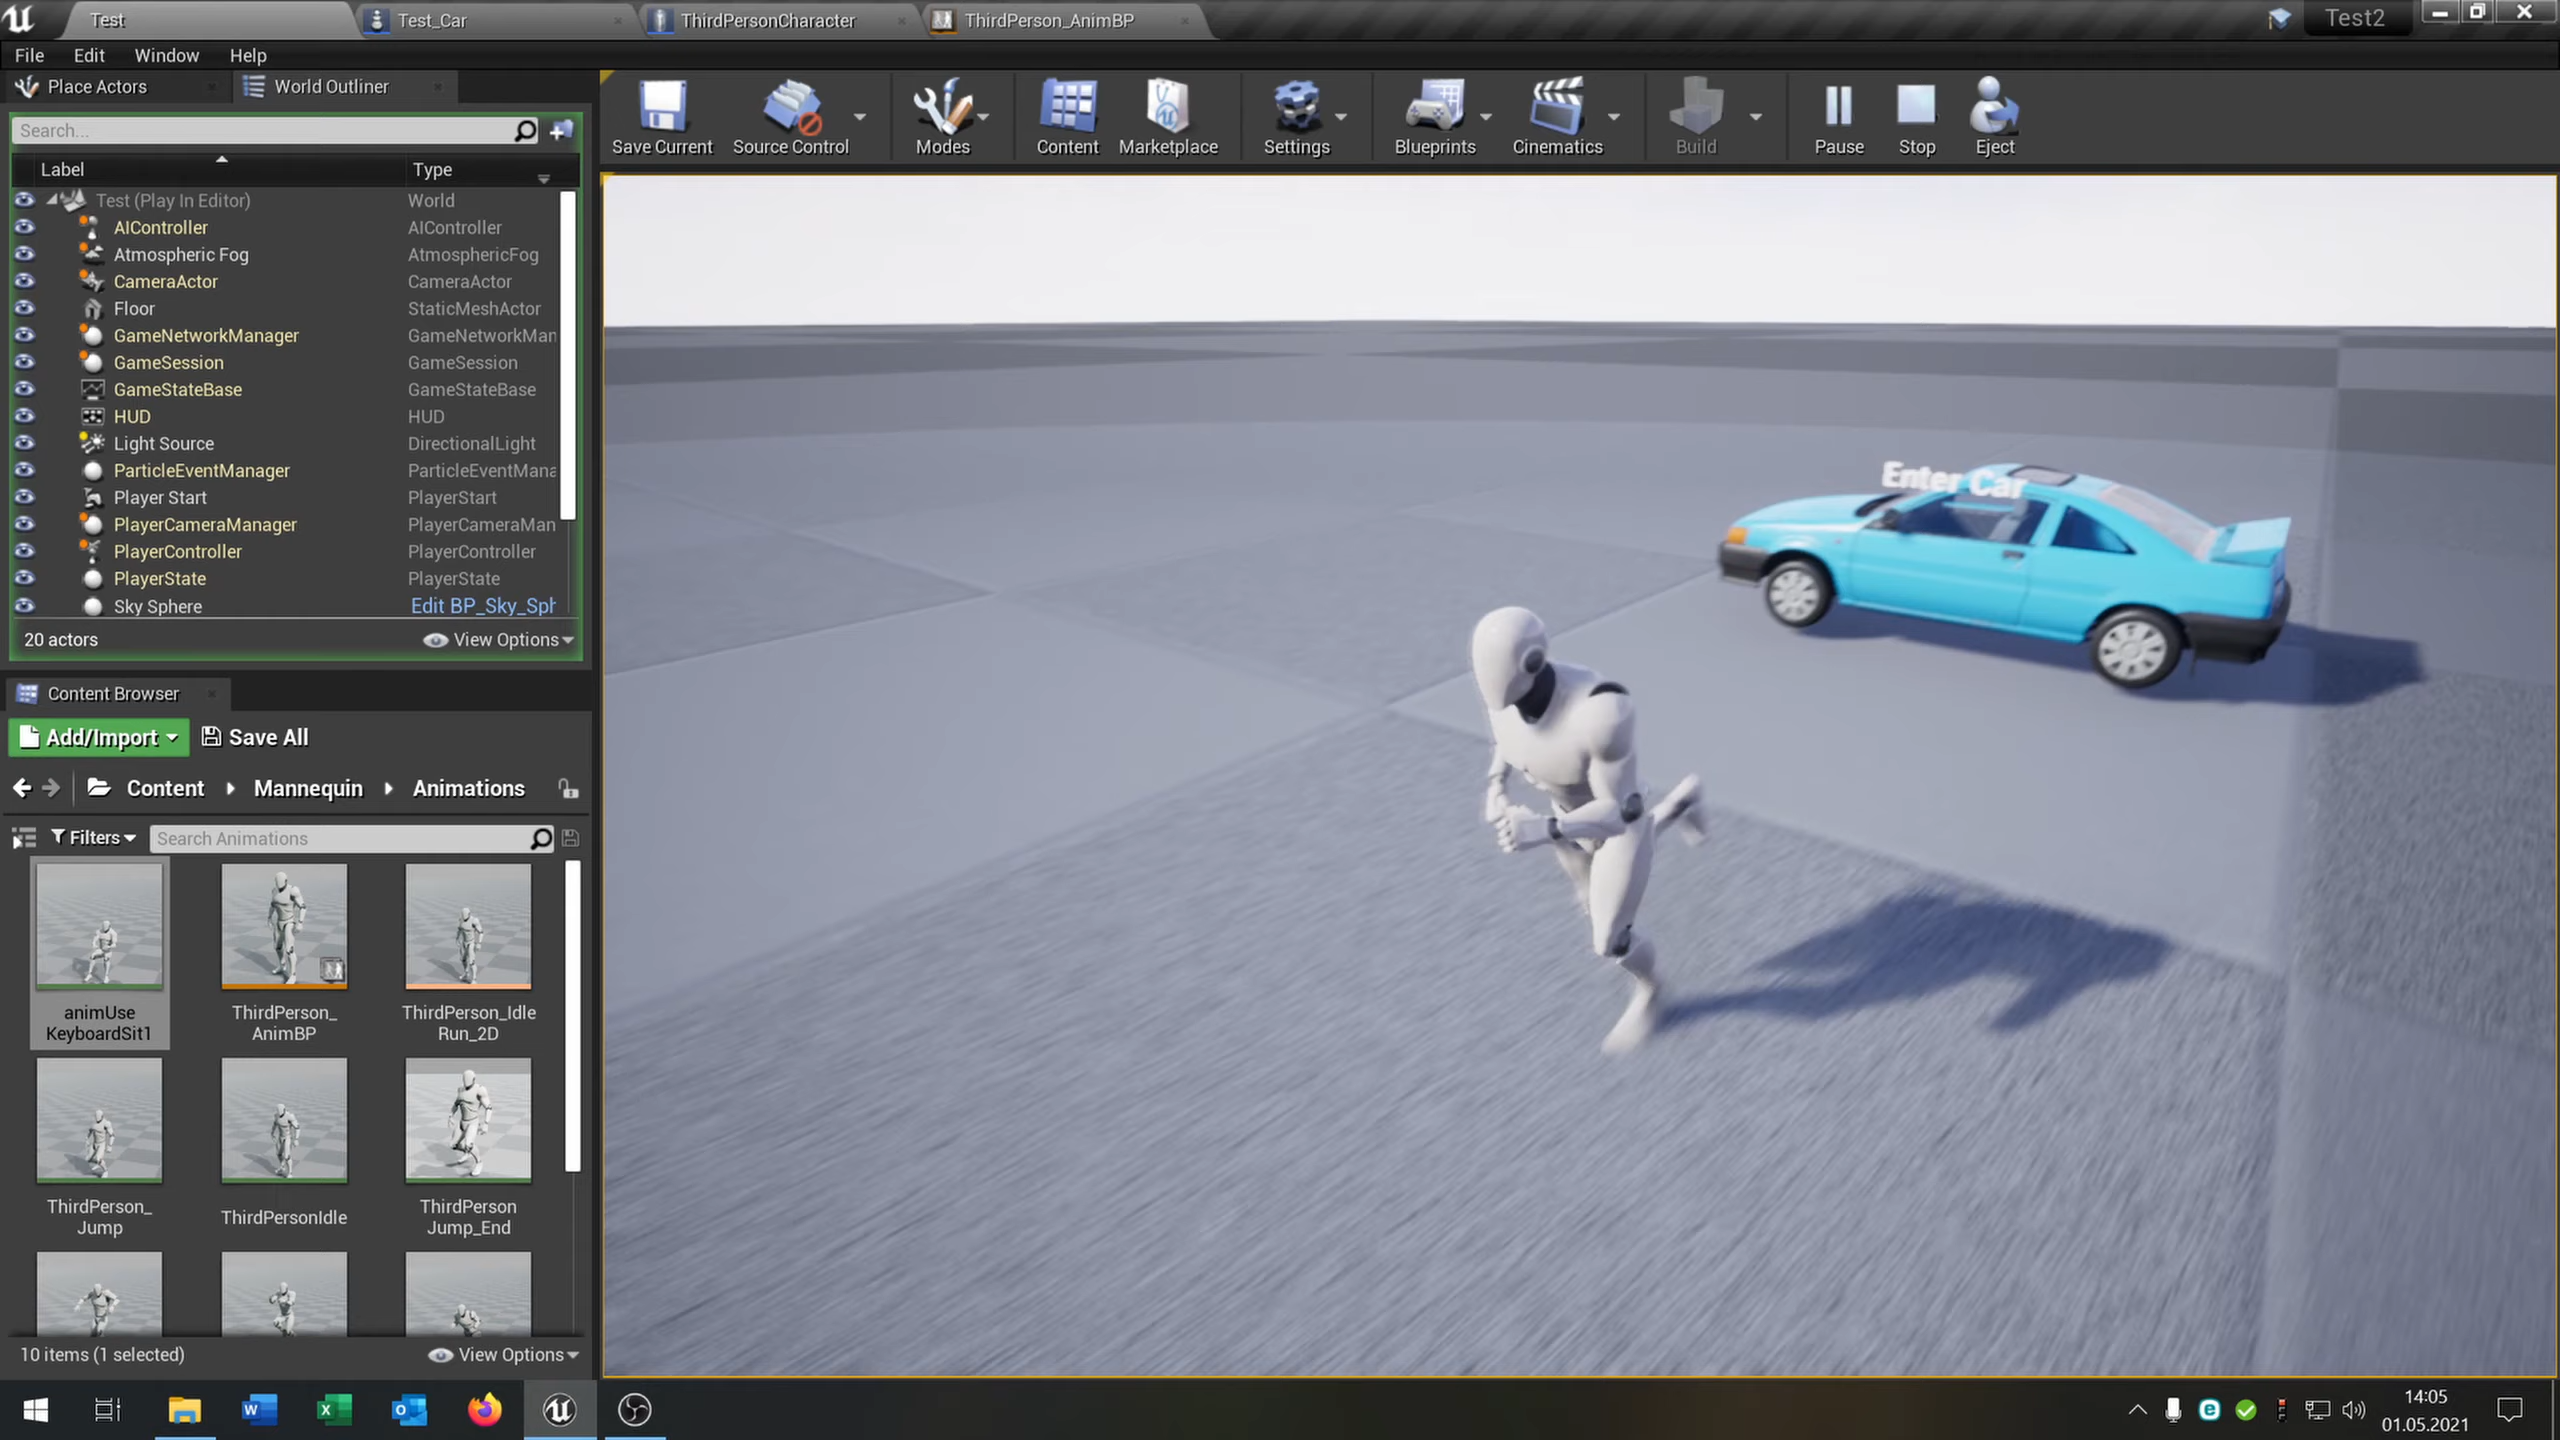 Test
Test_Car
ThirdPersonCharacter
ThirdPerson_AnimBP
Test2
File
Edit
Window
Help
Place Actors
World Outliner
Search...
Label
Type
Test (Play In Editor)
World
AIController
AIController
Atmospheric Fog
AtmosphericFog
CameraActor
CameraActor
Floor
StaticMeshActor
GameNetworkManager
GameNetworkMan
GameSession
GameSession
GameStateBase
GameStateBase
HUD
HUD
Light Source
DirectionalLight
ParticleEventManager
ParticleEventMana
Player Start
PlayerStart
PlayerCameraManager
PlayerCameraMan
PlayerController
PlayerController
PlayerState
PlayerState
Sky Sphere
Edit BP_Sky_Sph
20 actors
View Options
Save Current
Source Control
Modes
Content
Marketplace
Settings
Blueprints
Cinematics
Build
Pause
Stop
Eject
Enter Car
Content Browser
Add/Import
Save All
Content
Mannequin
Animations
Filters
Search Animations
animUse
KeyboardSit1
ThirdPerson_
AnimBP
ThirdPerson_Idle
Run_2D
ThirdPerson_
Jump
ThirdPersonIdle
ThirdPerson
Jump_End
10 items (1 selected)
View Options
14:05
01.05.2021